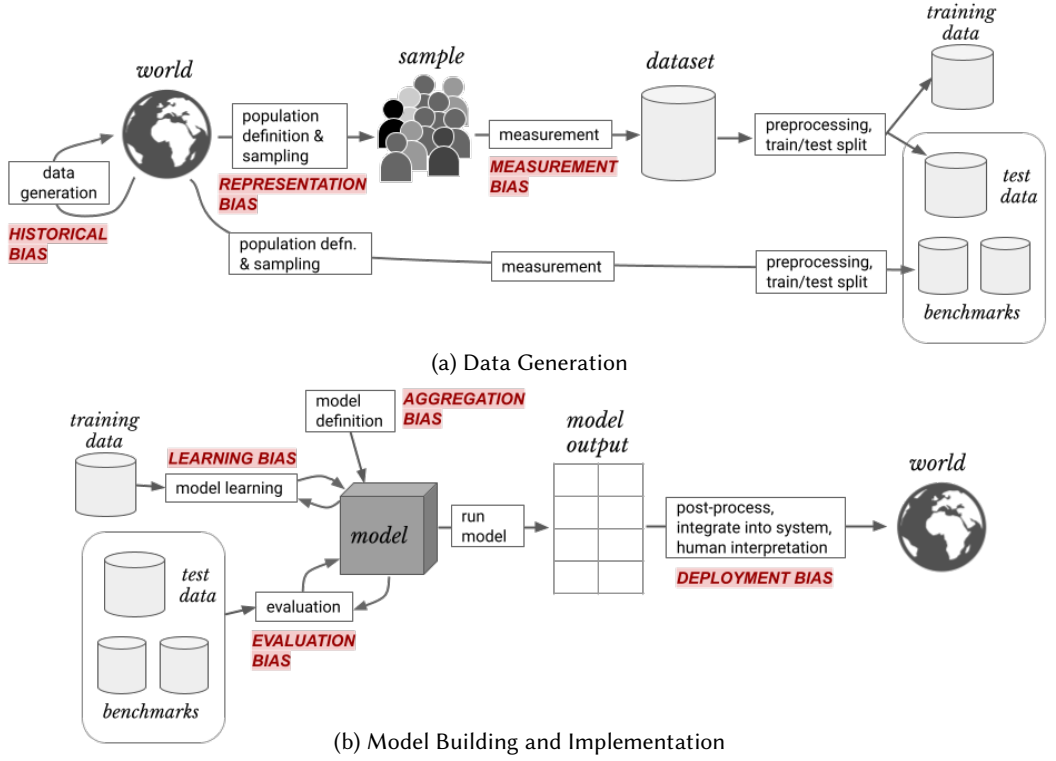 training
data
world
sample
dataset
population
definition &
sampling
measurement
preprocessing,
train/test split
data
generation
REPRESENTATION
BIAS
MEASUREMENT
BIAS
test
data
HISTORICAL
BIAS
population defn.
& sampling
measurement
preprocessing,
train/test split
benchmarks
(a) Data Generation
model
definition
AGGREGATION
BIAS
training
data
model
output
LEARNING BIAS
model learning
world
model
run
model
post-process,
integrate into system,
human interpretation
DEPLOYMENT BIAS
test
data
evaluation
EVALUATION
BIAS
benchmarks
(b) Model Building and Implementation